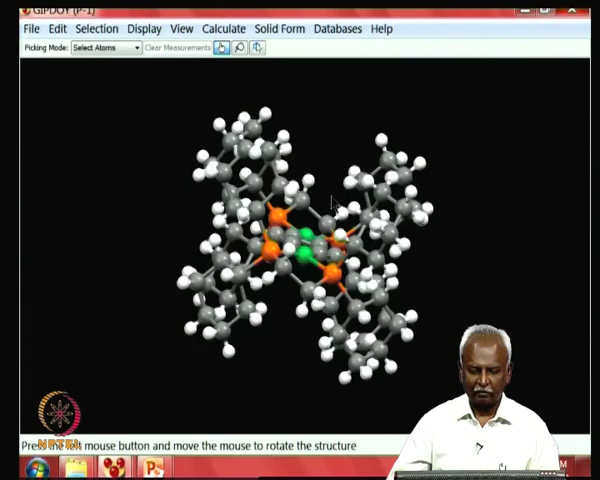 GIPDOY (P-1)
File Edit Selection Display View Calculate Solid Form Databases Help
Picking Mode: Select Atoms Clear Measurements
NPTEL
mouse button and move the mouse to rotate the structure